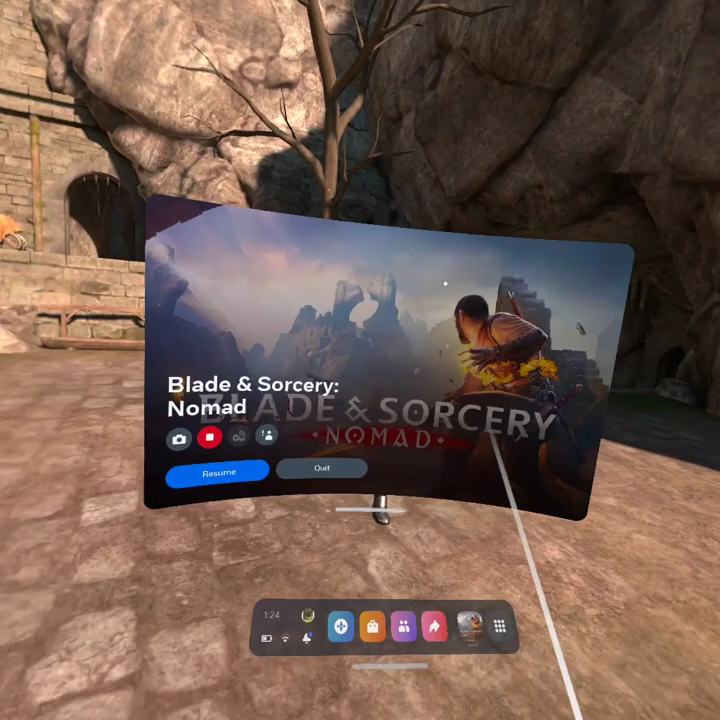 Blade & Sorcery:
Nomad
BLADE & SORCERY
·NOMAD·
Resume
Quit
1:24